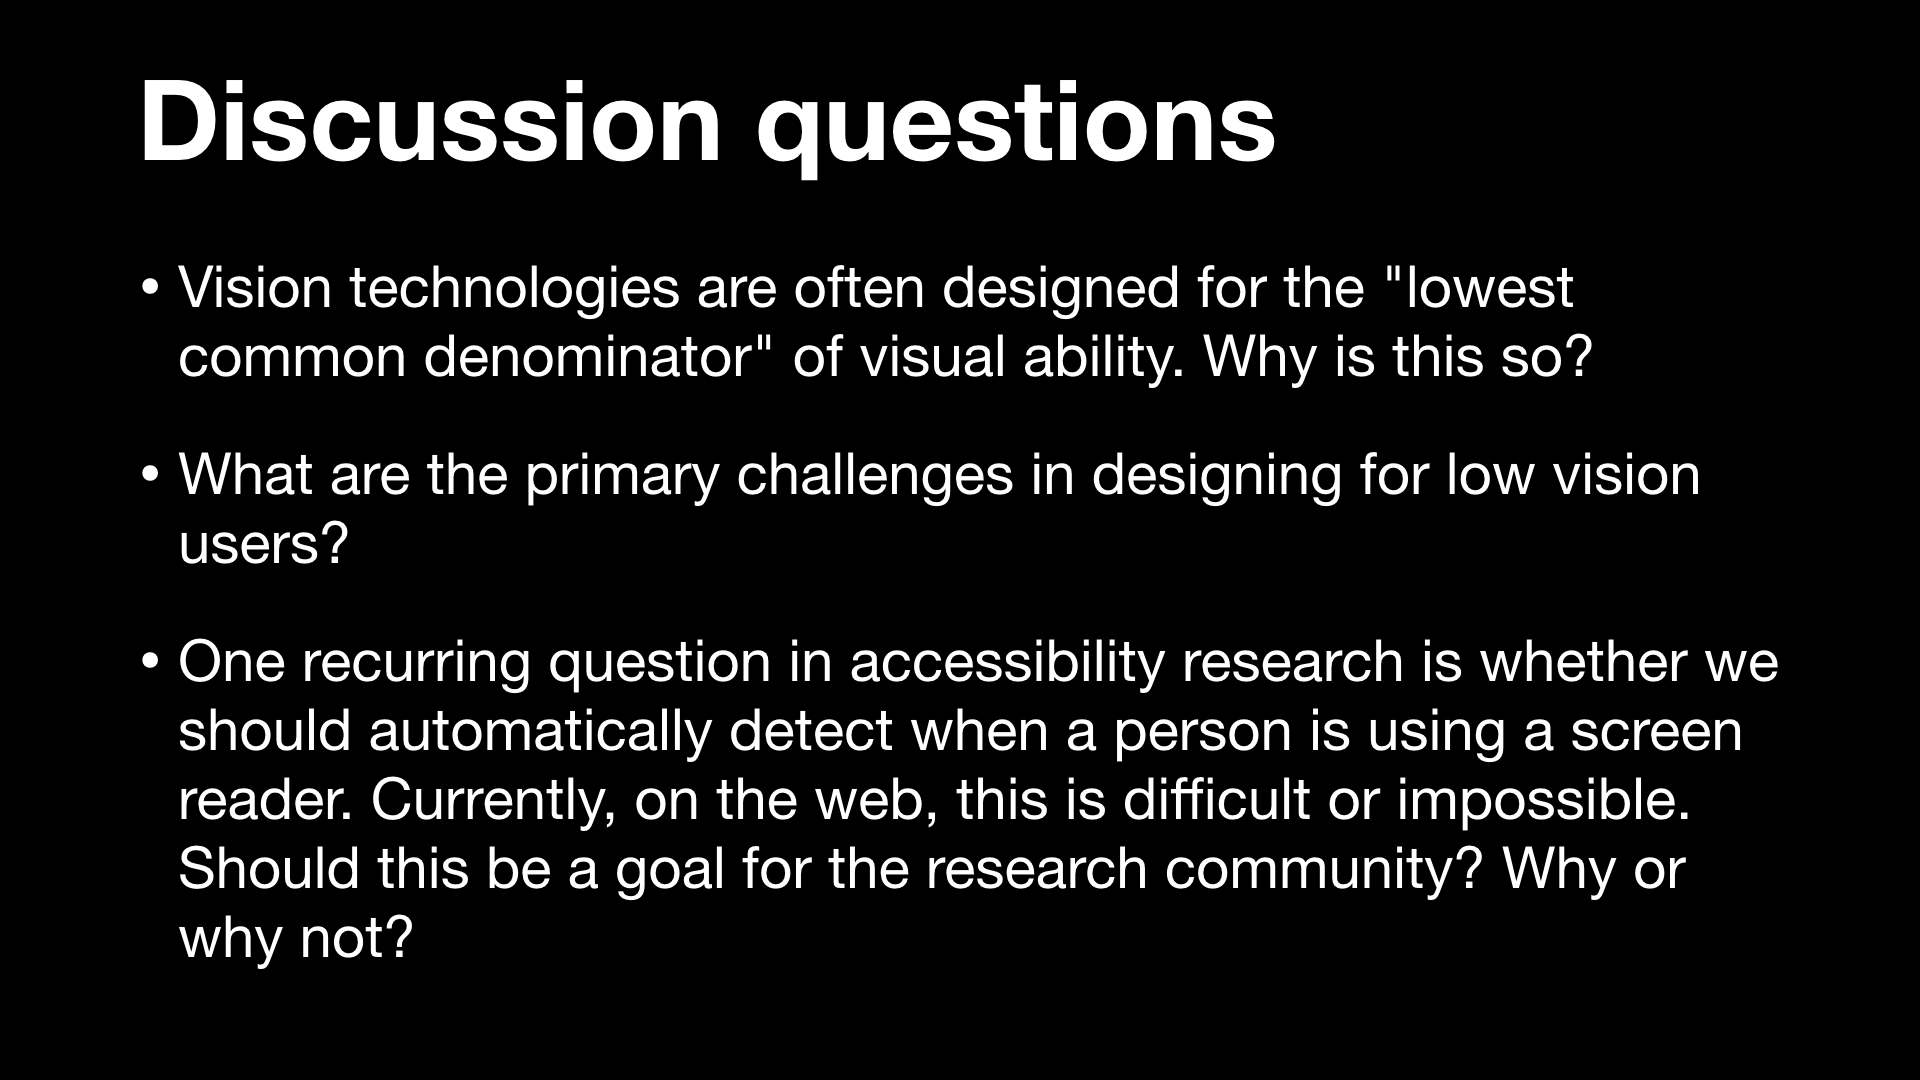 Discussion questions
• Vision technologies are often designed for the "lowest
common denominator" of visual ability. Why is this so?
• What are the primary challenges in designing for low vision
users?
• One recurring question in accessibility research is whether we
should automatically detect when a person is using a screen
reader. Currently, on the web, this is difficult or impossible.
Should this be a goal for the research community? Why or
why not?